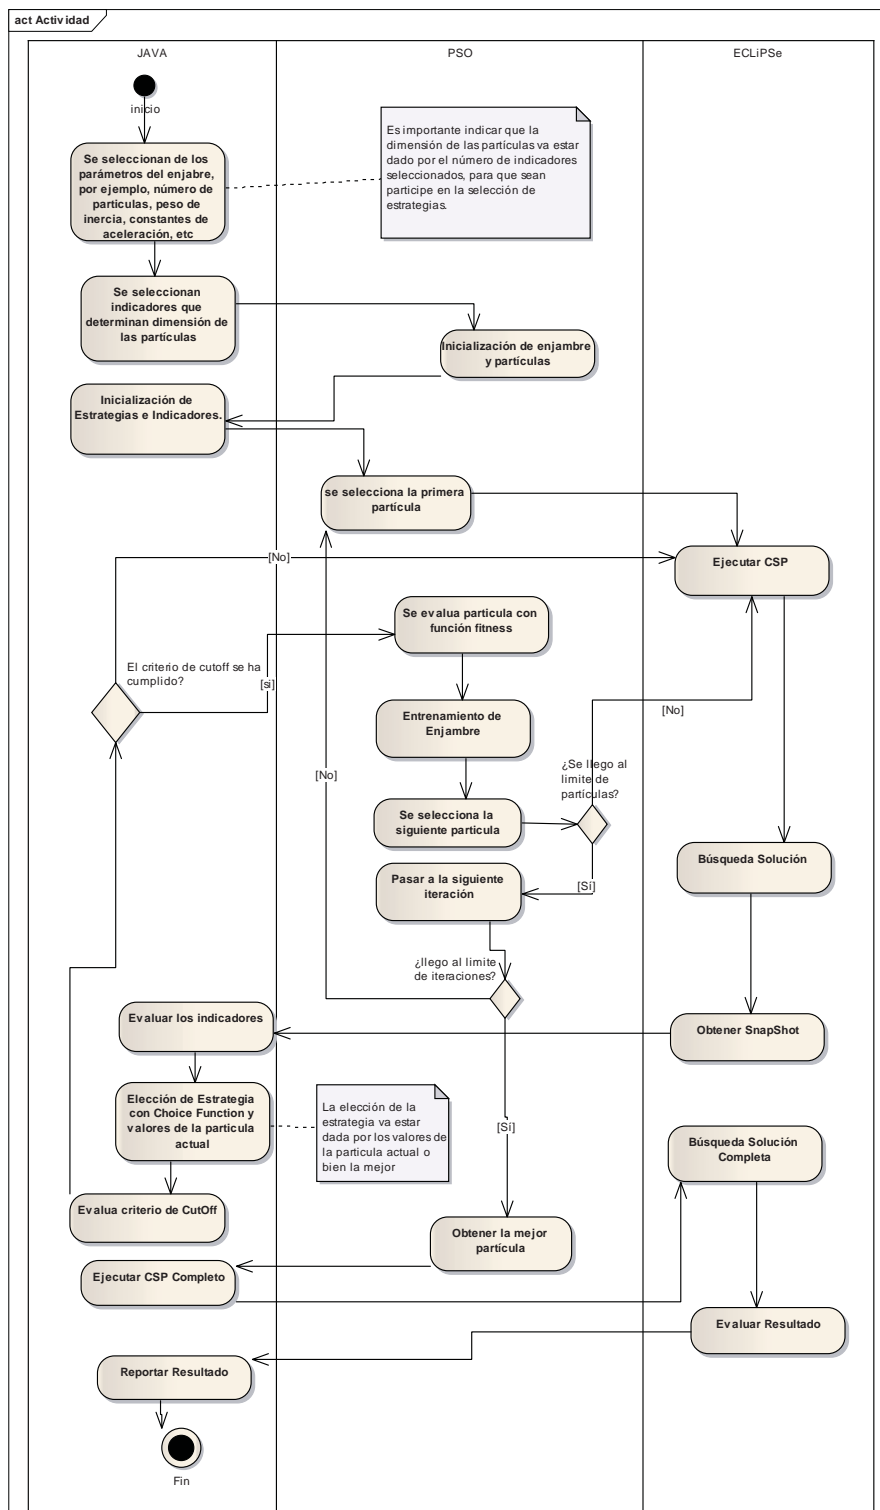 act Actividad
JAVA
PSO
ECLiPSe
inicio
Es importante indicar que la
dimensión de las partículas va estar
dado por el número de indicadores
seleccionados, para que sean
participe en la selección de
estrategias.
Se seleccionan de los
parámetros del enjabre,
por ejemplo, número de
particulas, peso de
inercia, constantes de
aceleración, etc
Se seleccionan
indicadores que
determinan dimensión de
las partículas
Inicialización de enjambre
y partículas
Inicialización de
Estrategias e Indicadores.
se selecciona la primera
partícula
[No]
Ejecutar CSP
Se evalua particula con
función fitness
El criterio de cutoff se ha
cumplido?
[si]
Entrenamiento de
Enjambre
[No]
[No]
¿Se llego al
limite de
partículas?
Se selecciona la
siguiente particula
Búsqueda Solución
Pasar a la siguiente
iteración
[Sí]
¿llego al limite
de iteraciones?
Evaluar los indicadores
Obtener SnapShot
Elección de Estrategia
con Choice Function y
valores de la particula
actual
La elección de la
estrategia va estar
dada por los valores de
la particula actual o
bien la mejor
[Sí]
Búsqueda Solución
Completa
Evalua criterio de CutOff
Obtener la mejor
partícula
Ejecutar CSP Completo
Evaluar Resultado
Reportar Resultado
Fin